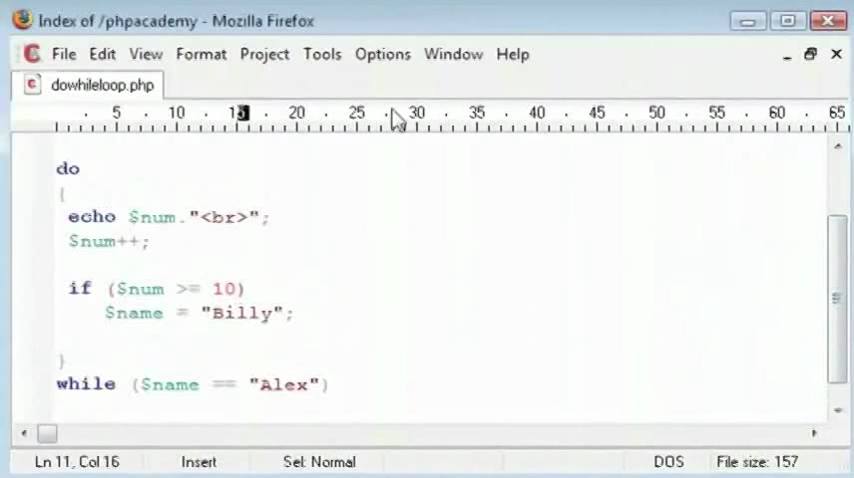 Index of /phpacademy - Mozilla Firefox
File Edit View Format Project Tools Options Window Help
dowhileloop.php
5 10 15 20 25 30 35 40 45 50 55 60 65
do
{
echo $num."<br>";
$num++;
if ($num >= 10)
$name = "Billy";
}
while ($name == "Alex")
Ln 11, Col 16 Insert Sel: Normal DOS File size: 157